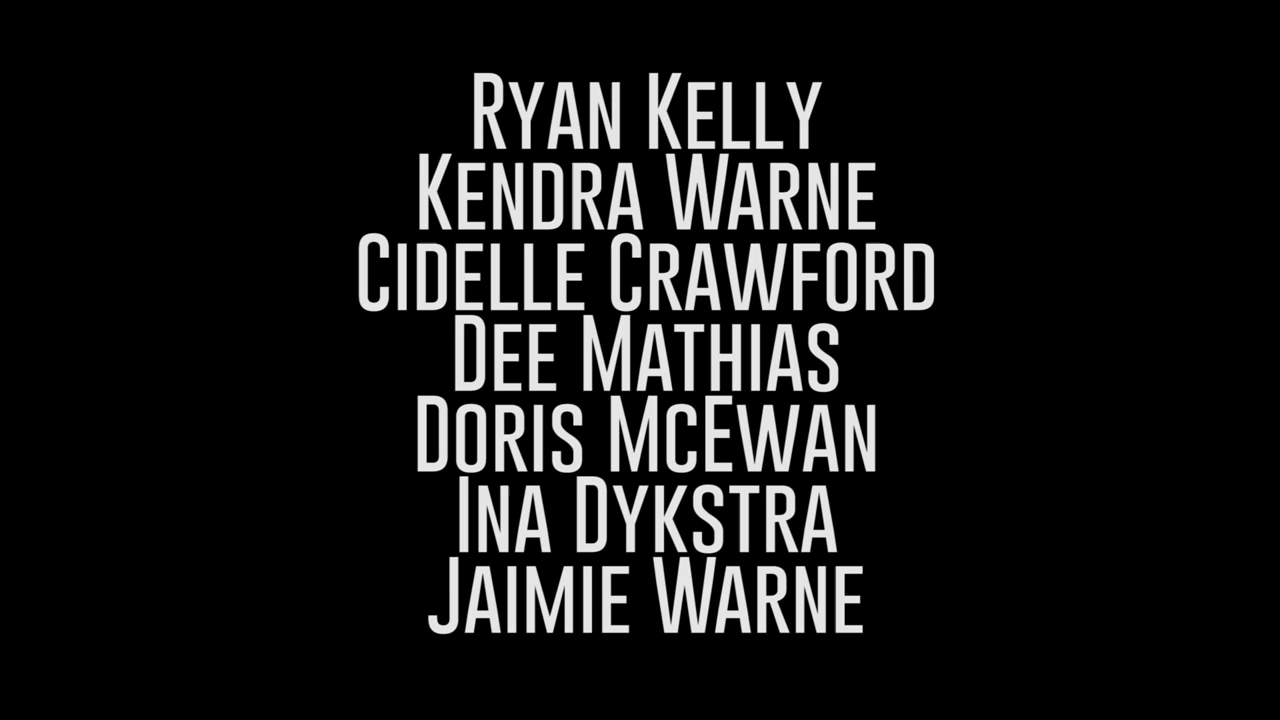 Ryan Kelly
Kendra Warne
Cidelle Crawford
Dee Mathias
Doris McEwan
Ina Dykstra
Jaimie Warne